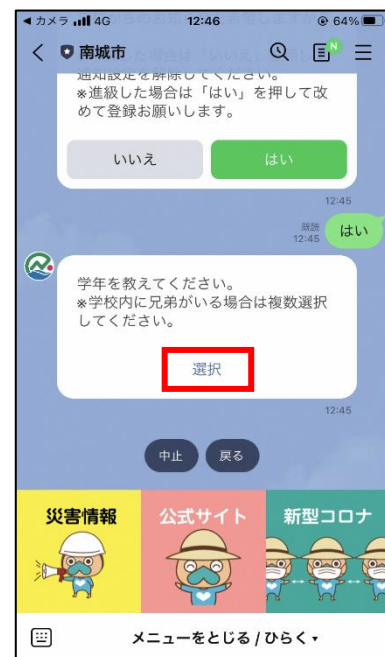 ◀ カメラ 4G 12:46 64%
南城市 N
通知設定を解除してください。
※進級した場合は「はい」を押して改
めて登録お願いします。
いいえ はい
12:45
既読
12:45
はい
学年を教えてください。
※学校内に兄弟がいる場合は複数選択
してください。
選択
12:45
中止 戻る
災害情報 公式サイト 新型コロナ
メニューをとじる / ひらく ▾